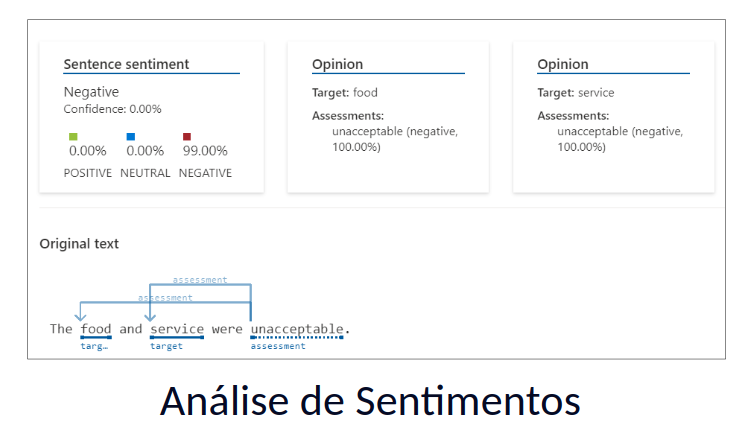 Sentence sentiment
Negative
Confidence: 0.00%
0.00% 0.00% 99.00%
POSITIVE NEUTRAL NEGATIVE
Opinion
Target: food
Assessments:
unacceptable (negative,
100.00%)
Opinion
Target: service
Assessments:
unacceptable (negative,
100.00%)
Original text
assessment
assessment
The food and service were unacceptable.
targ… target assessment
Análise de Sentimentos